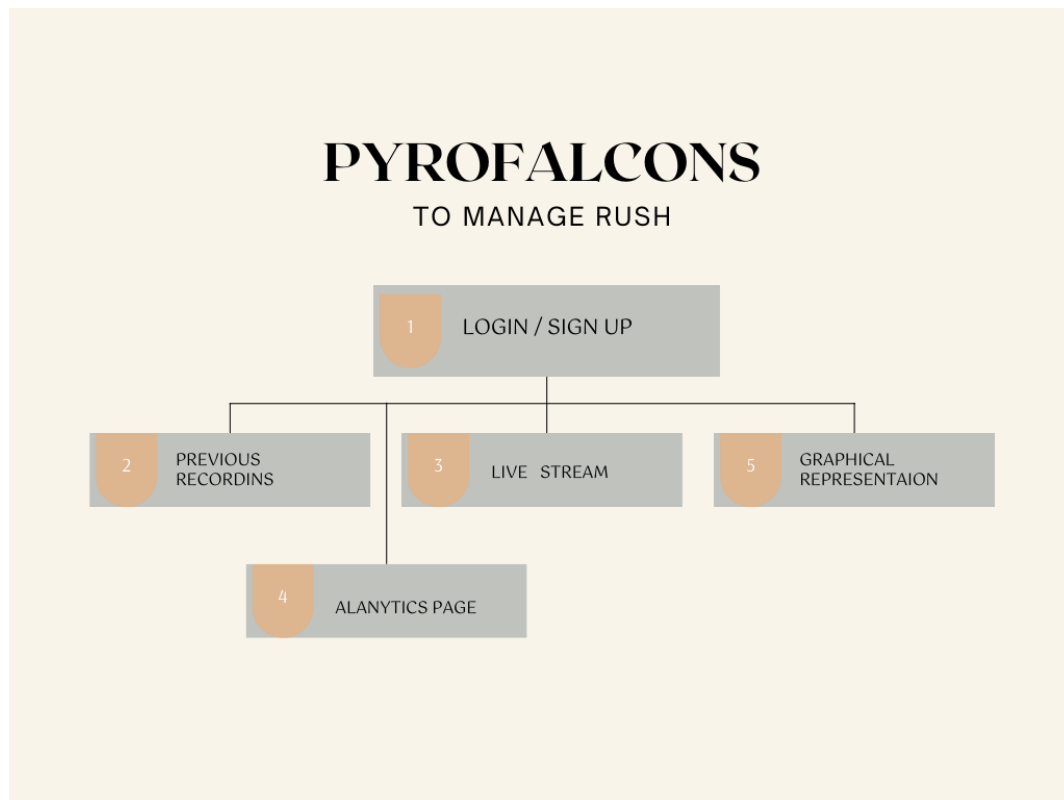 PYROFALCONS
TO MANAGE RUSH
1
LOGIN / SIGN UP
2
PREVIOUS
RECORDINS
3
LIVE STREAM
5
GRAPHICAL
REPRESENTAION
4
ALANYTICS PAGE